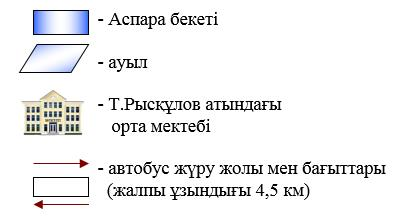 - Аспара бекеті
- ауыл
- Т.Рысқұлов атындағы
орта мектебі
- автобус жүру жолы мен бағыттары
(жалпы ұзындығы 4,5 км)